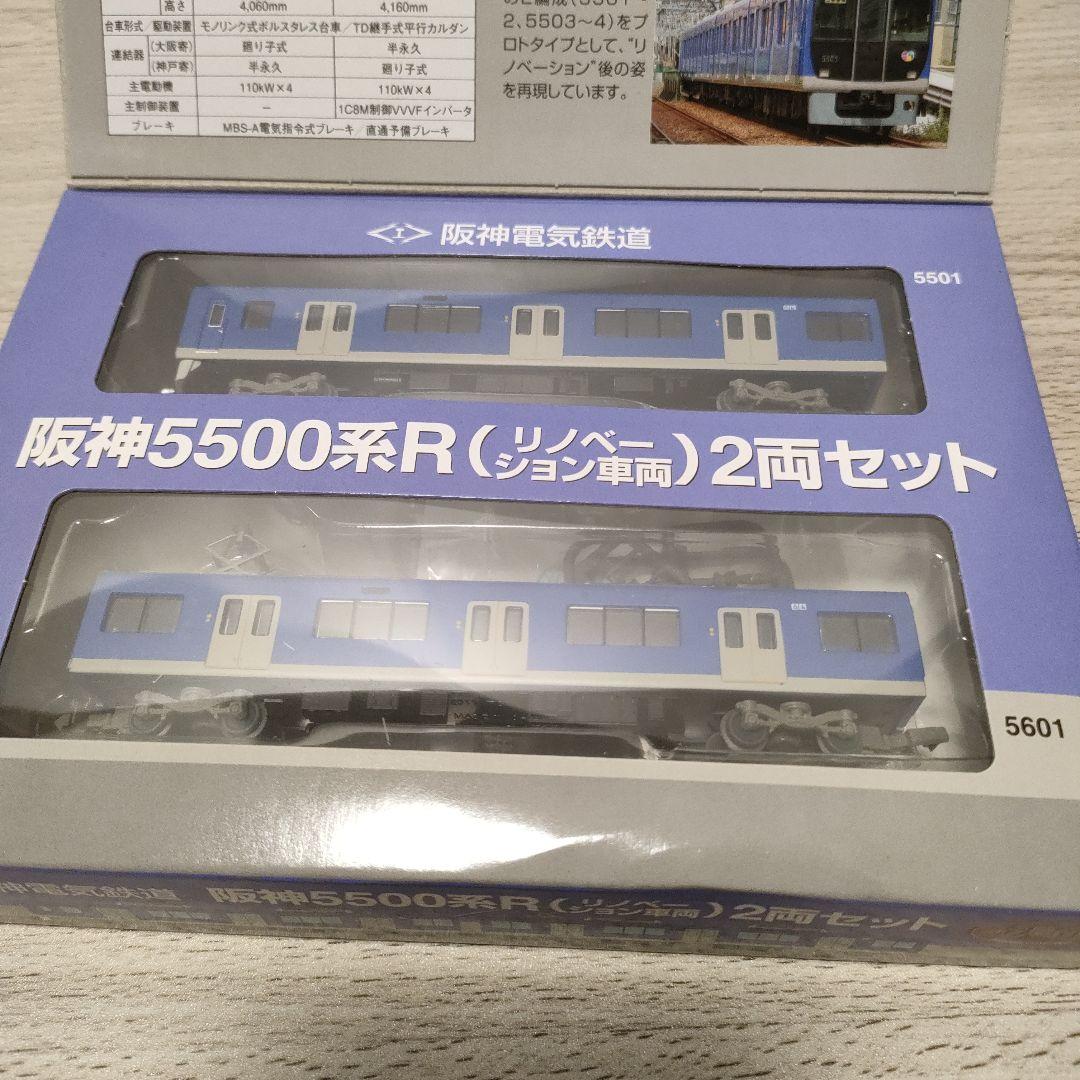 高さ 4,060mm 4,160mm
台車形式/駆動装置 モノリンク式ボルスタレス台車/TD継手式平行カルダン
連結器 (大阪寄) 廻り子式 半永久
(神戸寄) 半永久 廻り子式
主電動機 110kW×4 110kW×4
主制御装置 − 1C8M制御VVVFインバータ
ブレーキ MBS-A電気指令式ブレーキ/直通予備ブレーキ
2、5503〜4)をプ
ロトタイプとして、"リ
ノベーション"後の姿
を再現しています。
阪神電気鉄道
5501
阪神5500系R(リノベーション車両)2両セット
5601
神電気鉄道 阪神5500系R(リノベーション車両)2両セット